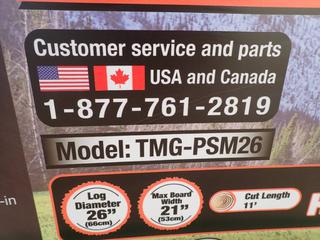 Customer service and parts
USA and Canada
1-877-761-2819
Model: TMG-PSM26
-in
Log
Diameter
26"
(66cm)
Max Board
Width
21"
(53cm)
Cut Length
11'